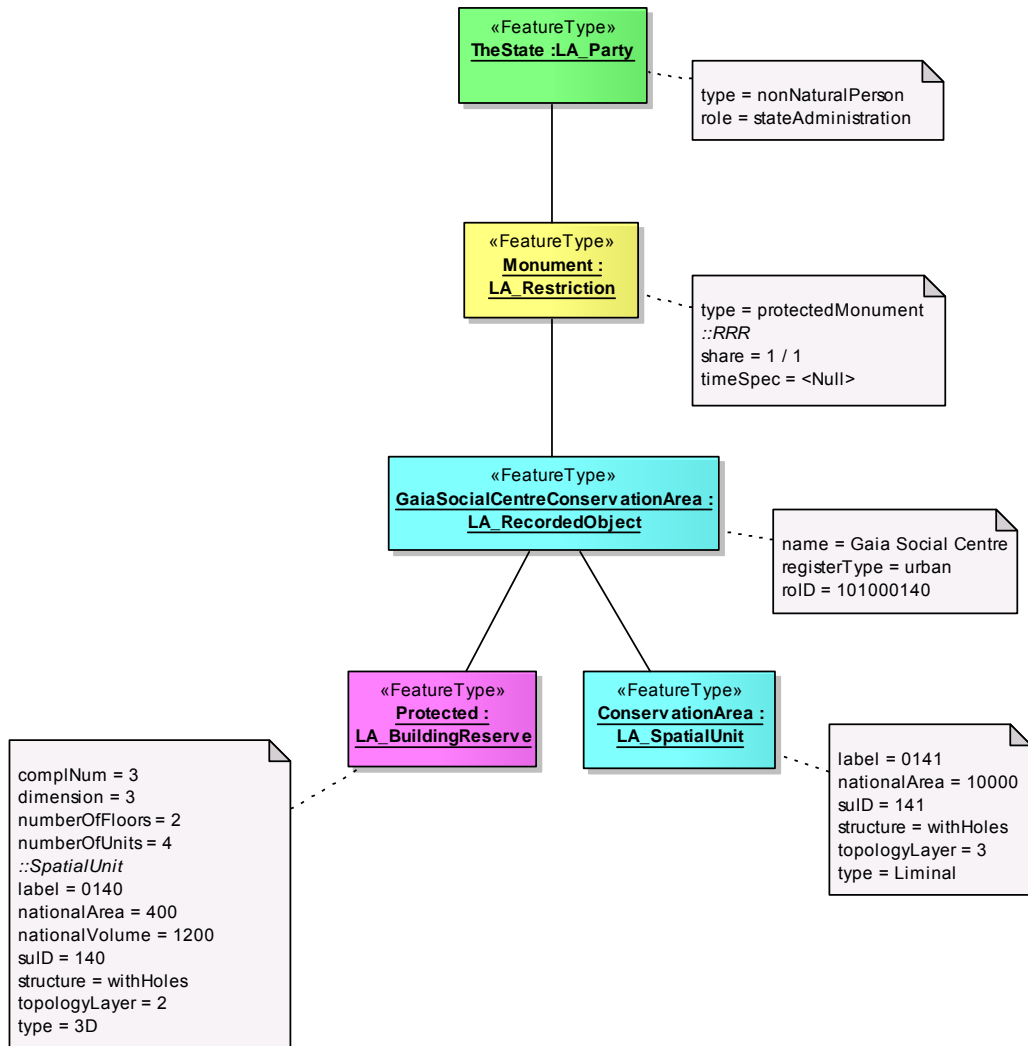 «FeatureType»
TheState :LA_Party
type = nonNaturalPerson
role = stateAdministration
«FeatureType»
Monument :
LA_Restriction
type = protectedMonument
::RRR
share = 1 / 1
timeSpec = <Null>
«FeatureType»
GaiaSocialCentreConservationArea :
LA_RecordedObject
name = Gaia Social Centre
registerType = urban
roID = 101000140
«FeatureType»
Protected :
LA_BuildingReserve
«FeatureType»
ConservationArea :
LA_SpatialUnit
complNum = 3
dimension = 3
numberOfFloors = 2
numberOfUnits = 4
::SpatialUnit
label = 0140
nationalArea = 400
nationalVolume = 1200
suID = 140
structure = withHoles
topologyLayer = 2
type = 3D
label = 0141
nationalArea = 10000
suID = 141
structure = withHoles
topologyLayer = 3
type = Liminal